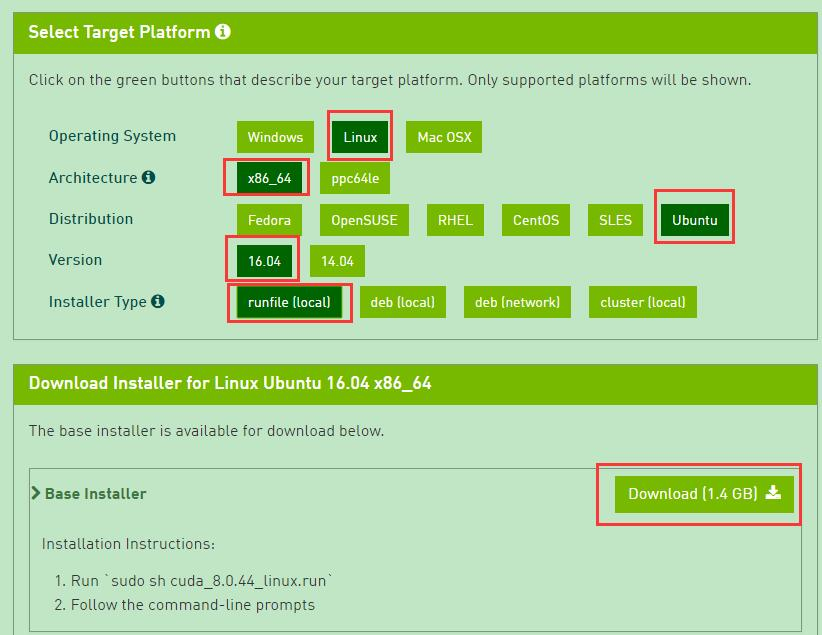 Select Target Platform
Click on the green buttons that describe your target platform. Only supported platforms will be shown.
Operating System Windows Linux Mac OSX
Architecture x86_64 ppc64le
Distribution Fedora OpenSUSE RHEL CentOS SLES Ubuntu
Version 16.04 14.04
Installer Type runfile (local) deb (local) deb (network) cluster (local)
Download Installer for Linux Ubuntu 16.04 x86_64
The base installer is available for download below.
Base Installer Download (1.4 GB)
Installation Instructions:
1. Run `sudo sh cuda_8.0.44_linux.run`
2. Follow the command-line prompts